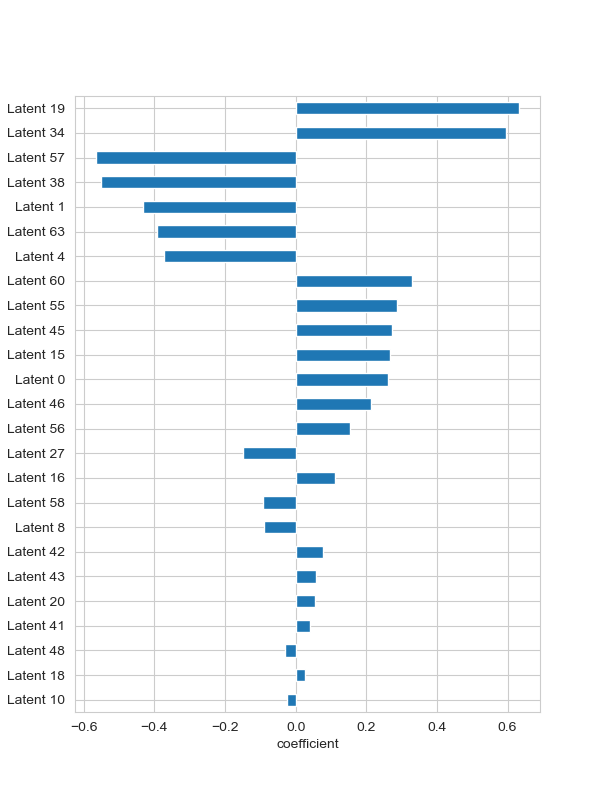 Latent 19
Latent 34
Latent 57
Latent 38
Latent 1
Latent 63
Latent 4
Latent 60
Latent 55
Latent 45
Latent 15
Latent 0
Latent 46
Latent 56
Latent 27
Latent 16
Latent 58
Latent 8
Latent 42
Latent 43
Latent 20
Latent 41
Latent 48
Latent 18
Latent 10
−0.6 −0.4 −0.2 0.0 0.2 0.4 0.6
coefficient